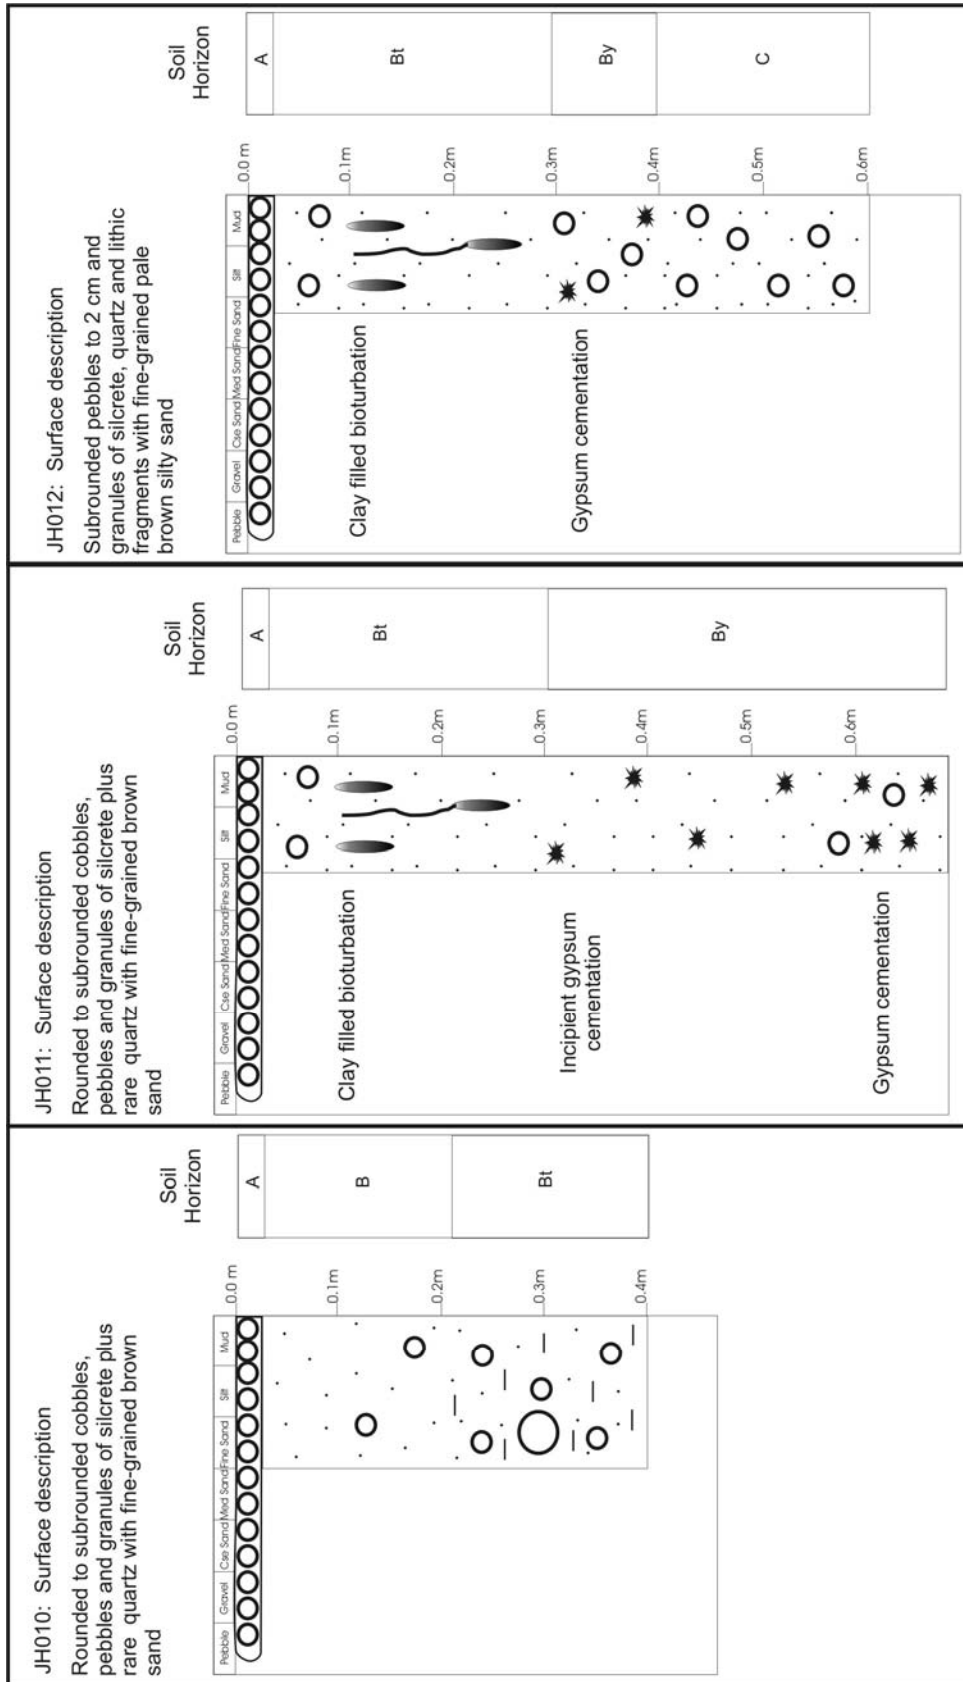 JH010: Surface description
Rounded to subrounded cobbles,
pebbles and granules of silcrete plus
rare quartz with fine-grained brown
sand
Soil
Horizon
Pebble
Gravel
Cse Sand
Med Sand
Fine Sand
Silt
Mud
0.0 m
0.1m
0.2m
0.3m
0.4m
A
B
Bt
JH011: Surface description
Rounded to subrounded cobbles,
pebbles and granules of silcrete plus
rare quartz with fine-grained brown
sand
Soil
Horizon
Pebble
Gravel
Cse Sand
Med Sand
Fine Sand
Silt
Mud
0.0 m
0.1m
0.2m
0.3m
0.4m
0.5m
0.6m
Clay filled bioturbation
Incipient gypsum
cementation
Gypsum cementation
A
Bt
By
JH012: Surface description
Subrounded pebbles to 2 cm and
granules of silcrete, quartz and lithic
fragments with fine-grained pale
brown silty sand
Soil
Horizon
Pebble
Gravel
Cse Sand
Med Sand
Fine Sand
Silt
Mud
0.0 m
0.1m
0.2m
0.3m
0.4m
0.5m
0.6m
Clay filled bioturbation
Gypsum cementation
A
Bt
By
C